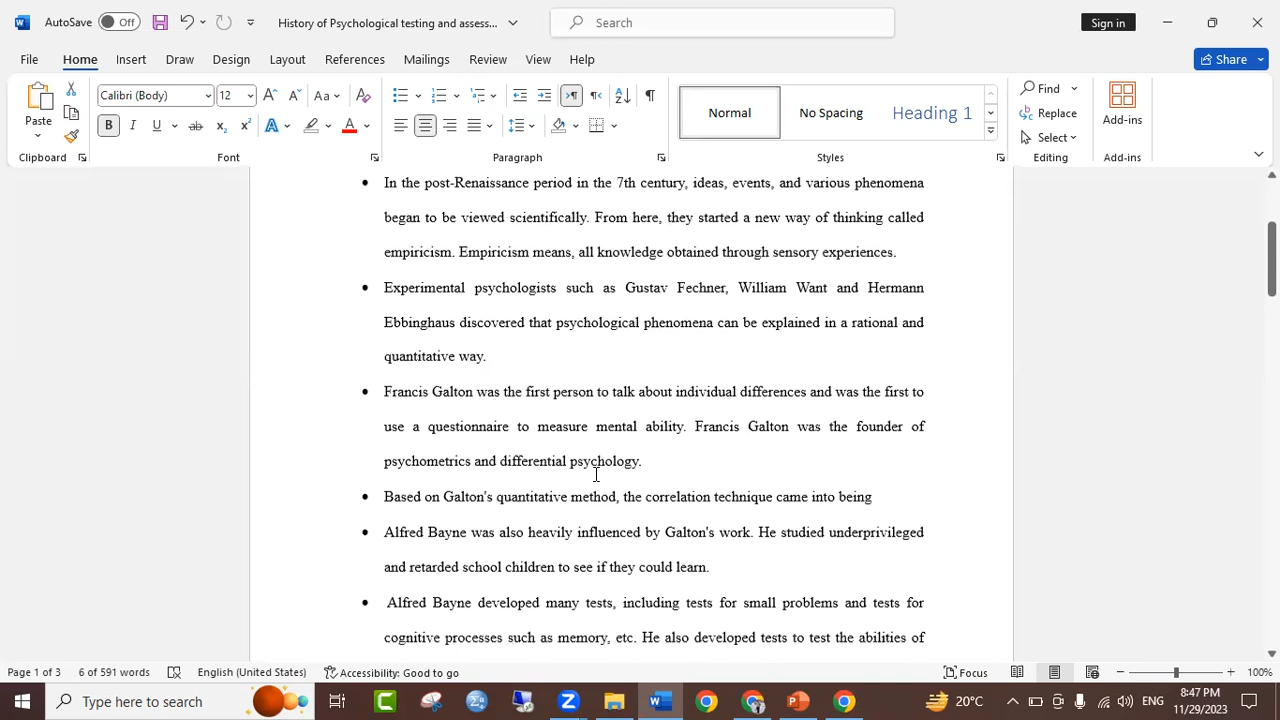 AutoSave Off History of Psychological testing and assess... Search Sign in
File Home Insert Draw Design Layout References Mailings Review View Help Share
Paste Calibri (Body) 12 Aa Normal No Spacing Heading 1 Find Replace Select Add-ins
Clipboard Font Paragraph Styles Editing Add-ins
• In the post-Renaissance period in the 7th century, ideas, events, and various phenomena
began to be viewed scientifically. From here, they started a new way of thinking called
empiricism. Empiricism means, all knowledge obtained through sensory experiences.
• Experimental psychologists such as Gustav Fechner, William Want and Hermann
Ebbinghaus discovered that psychological phenomena can be explained in a rational and
quantitative way.
• Francis Galton was the first person to talk about individual differences and was the first to
use a questionnaire to measure mental ability. Francis Galton was the founder of
psychometrics and differential psychology.
• Based on Galton's quantitative method, the correlation technique came into being
• Alfred Bayne was also heavily influenced by Galton's work. He studied underprivileged
and retarded school children to see if they could learn.
• Alfred Bayne developed many tests, including tests for small problems and tests for
cognitive processes such as memory, etc. He also developed tests to test the abilities of
Page 1 of 3 6 of 591 words English (United States) Accessibility: Good to go Focus 100%
Type here to search 20°C ENG 8:47 PM
11/29/2023